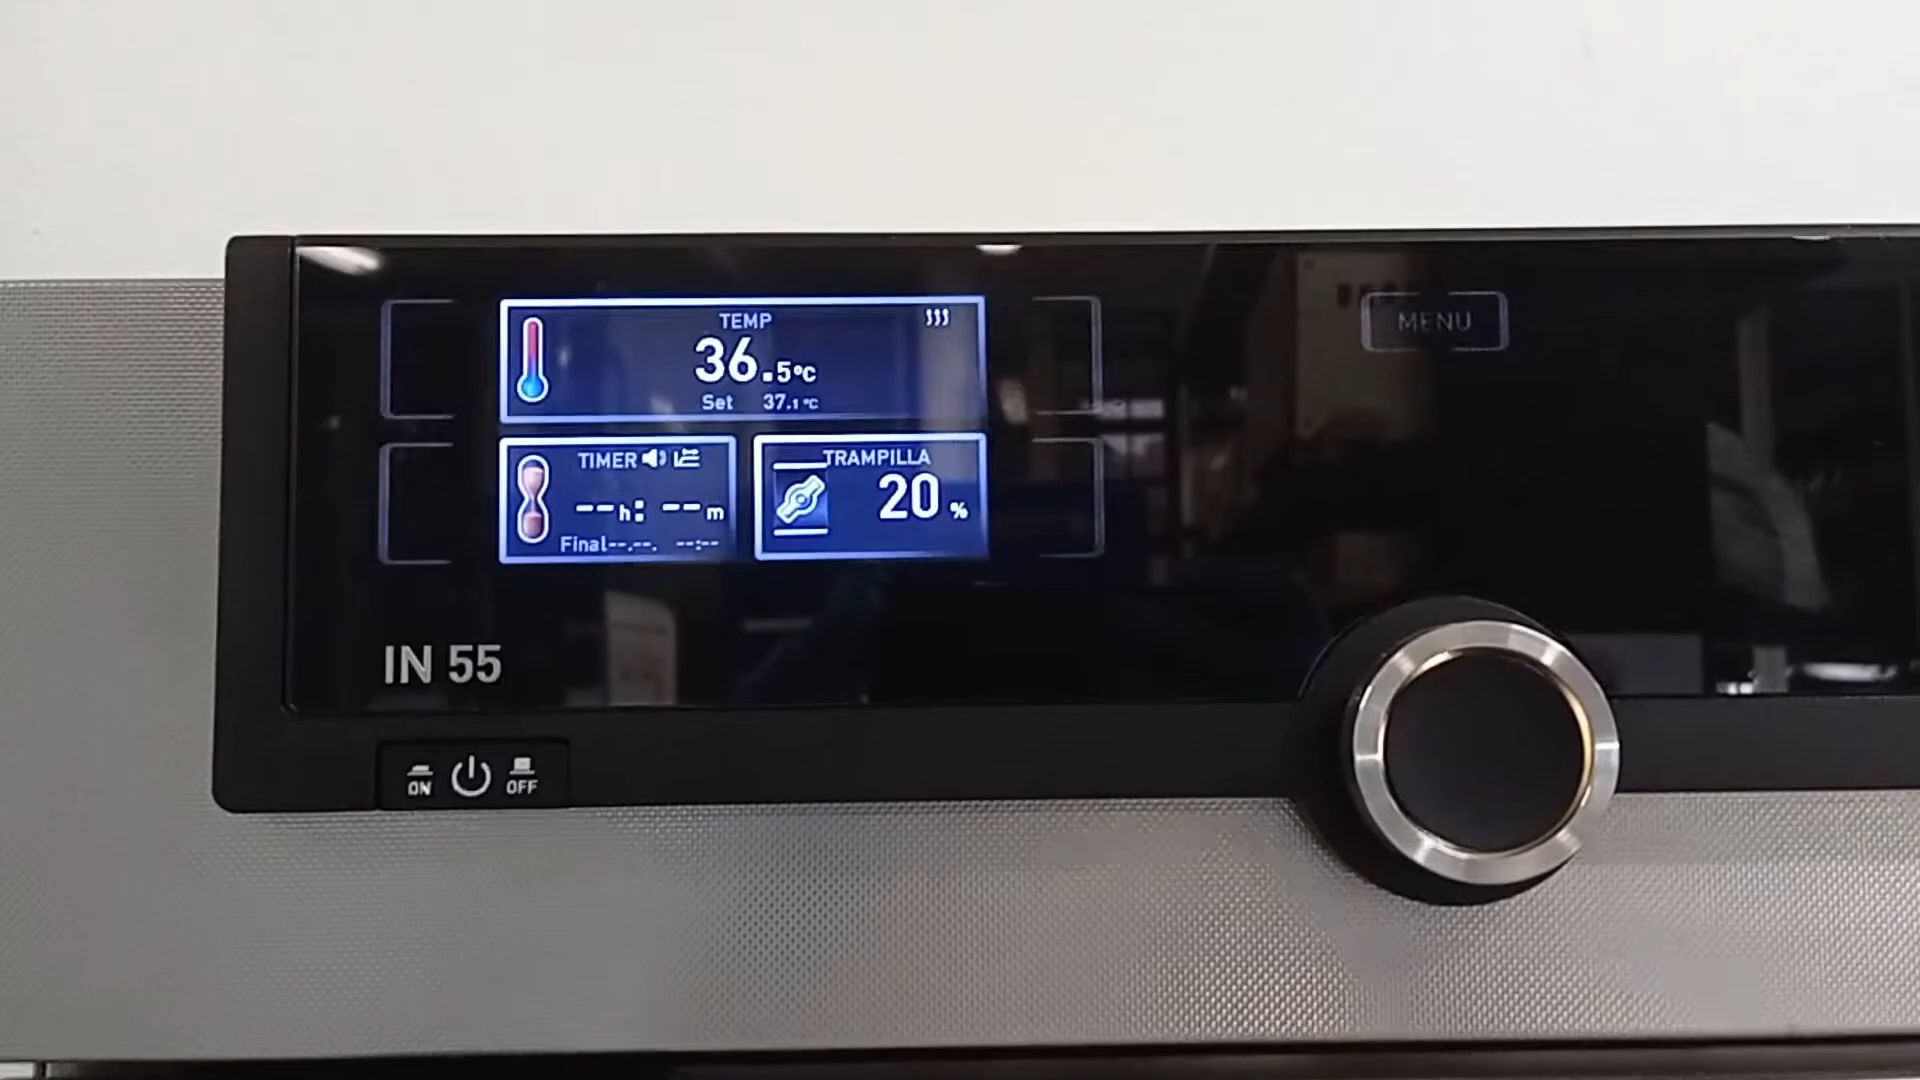 TEMP
36.5°C
Set 37.1°C
MENU
TIMER
--h:--m
Final--.--. --:--
TRAMPILLA
20 %
IN 55
ON OFF